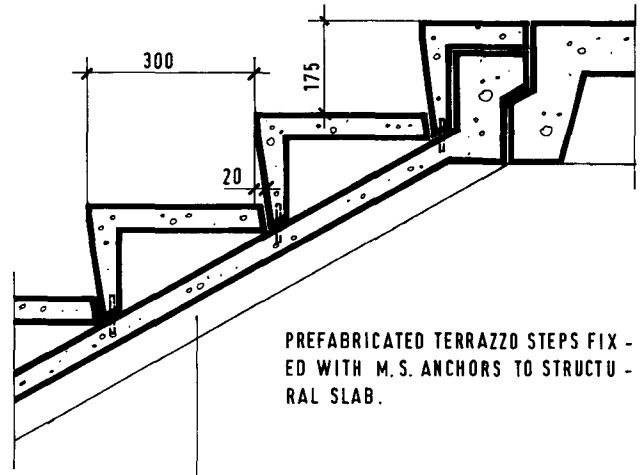 300
175
20
PREFABRICATED TERRAZZO STEPS FIX -
ED WITH M.S. ANCHORS TO STRUCTU -
RAL SLAB.